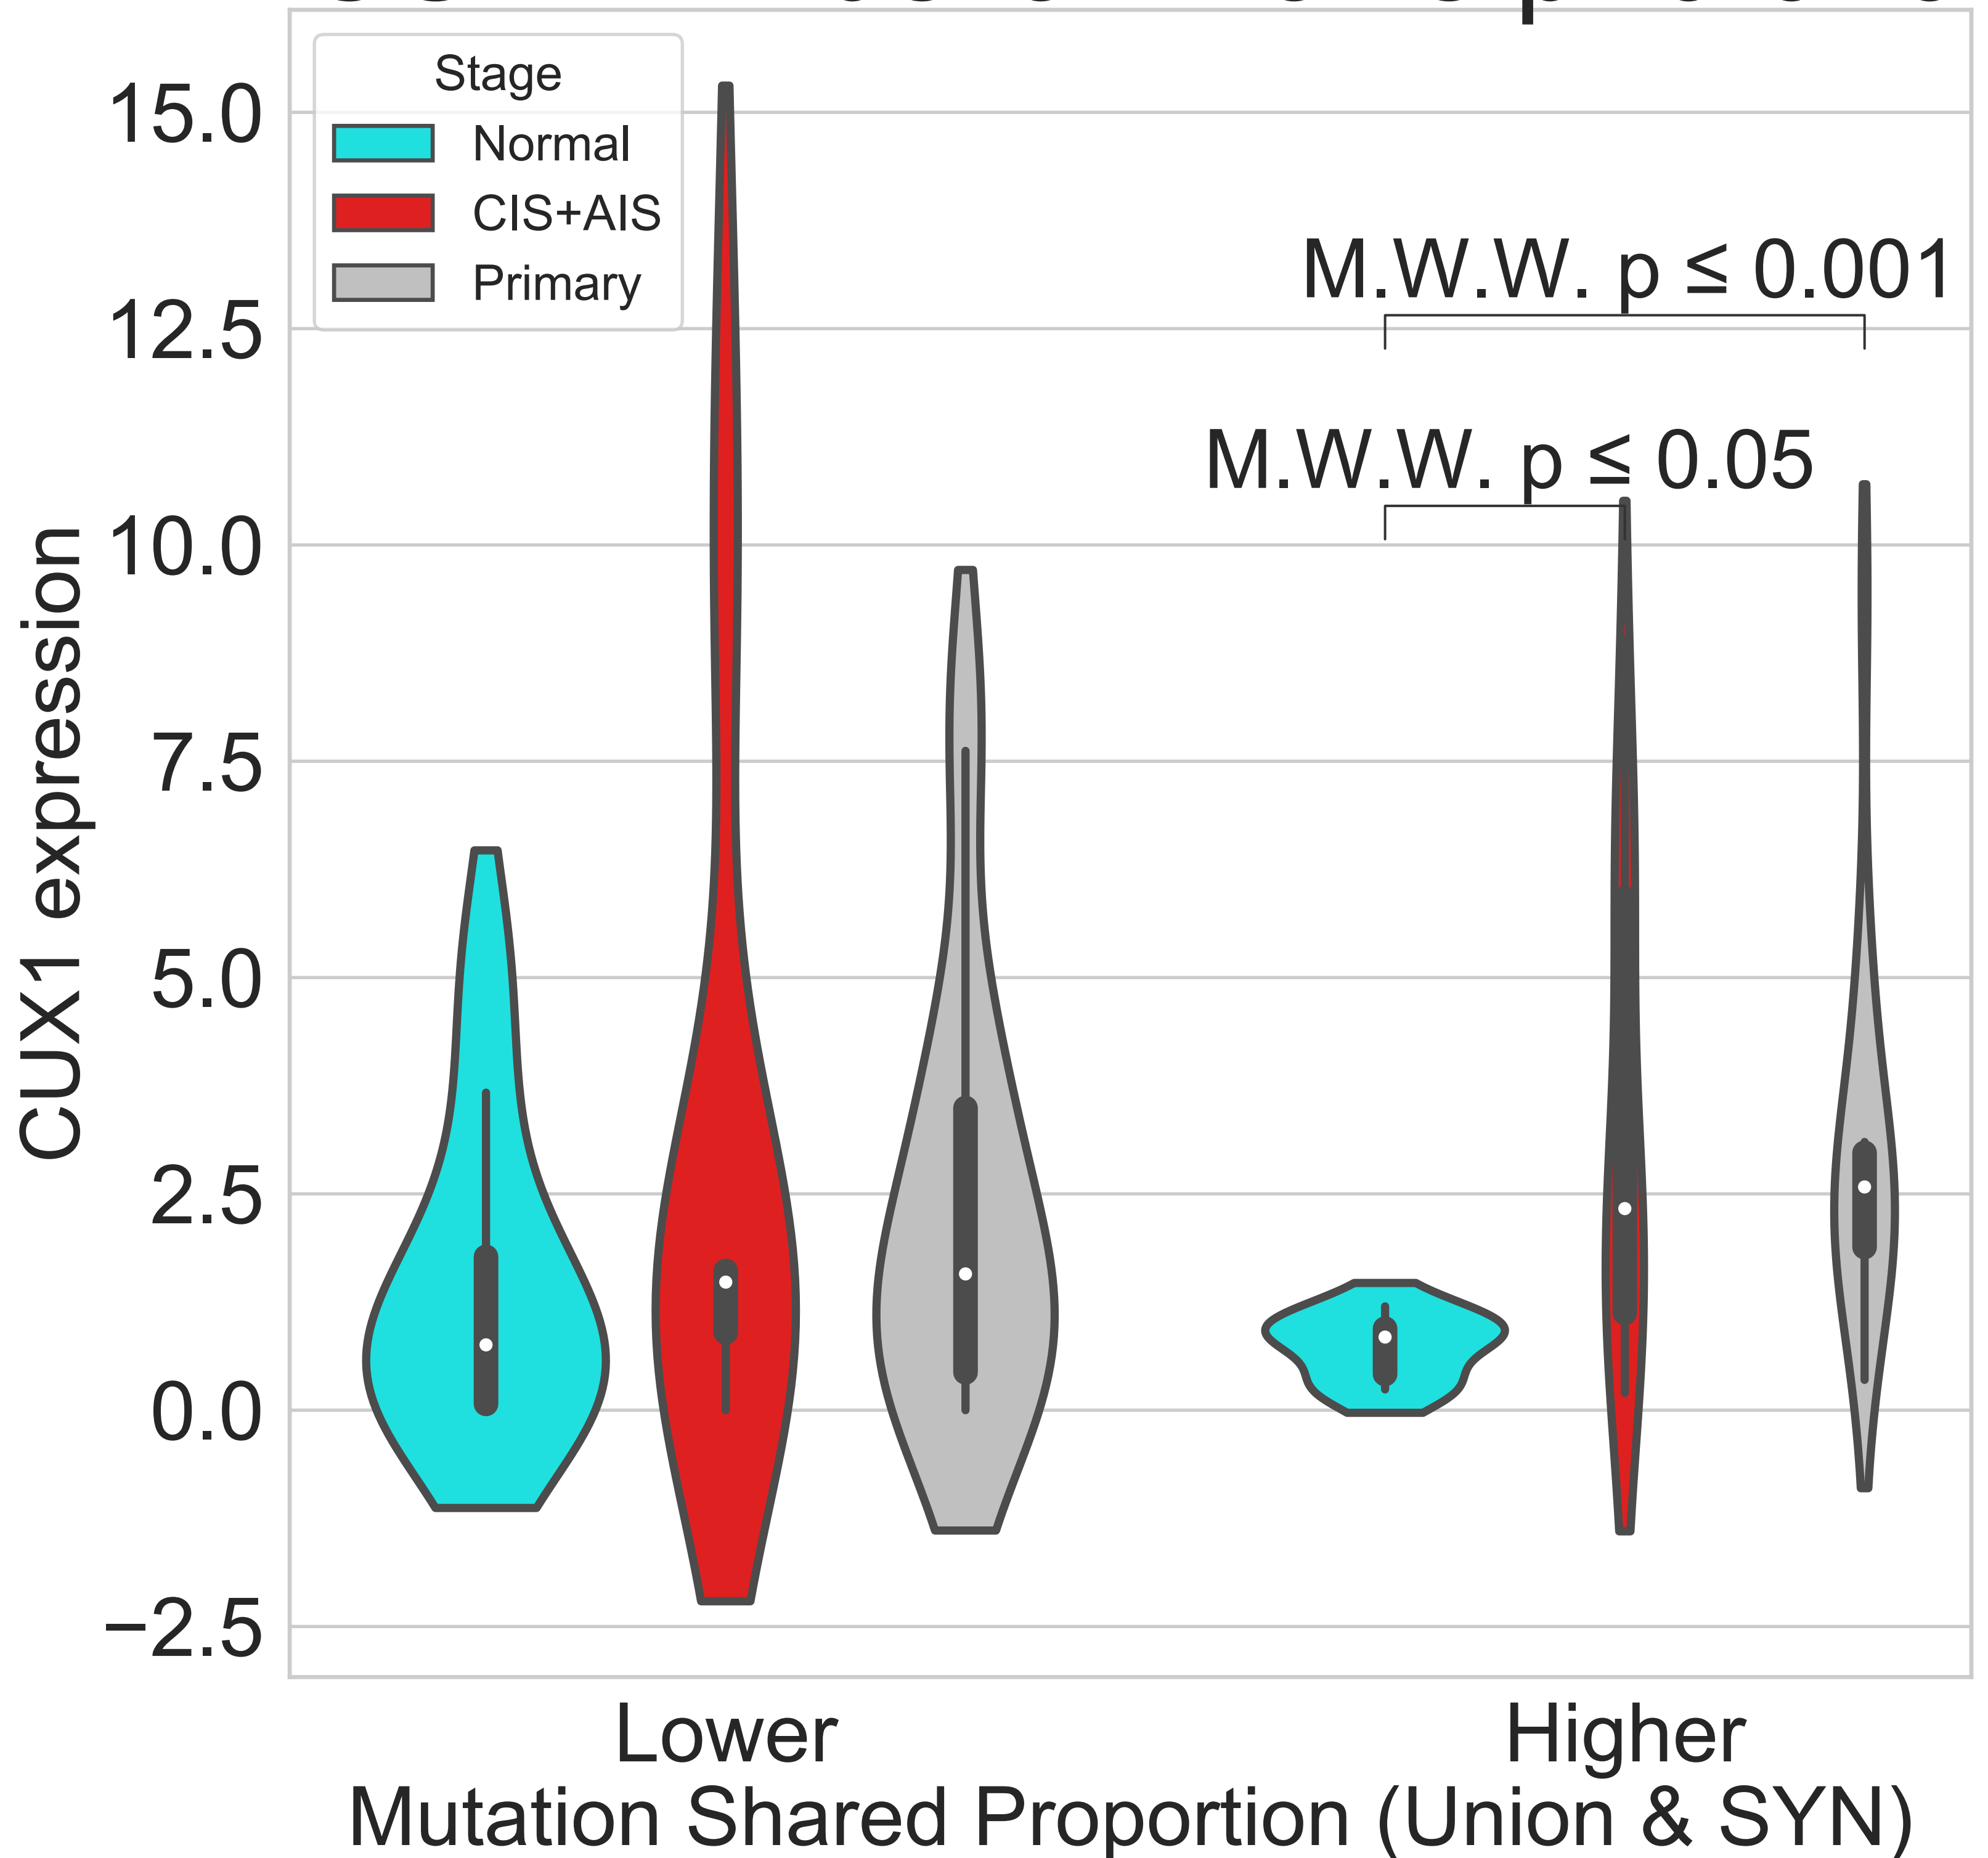 Stage
Normal
CIS+AIS
Primary
15.0
12.5
10.0
7.5
5.0
2.5
0.0
−2.5
CUX1 expression
M.W.W. p ≤ 0.001
M.W.W. p ≤ 0.05
Lower
Higher
Mutation Shared Proportion (Union & SYN)